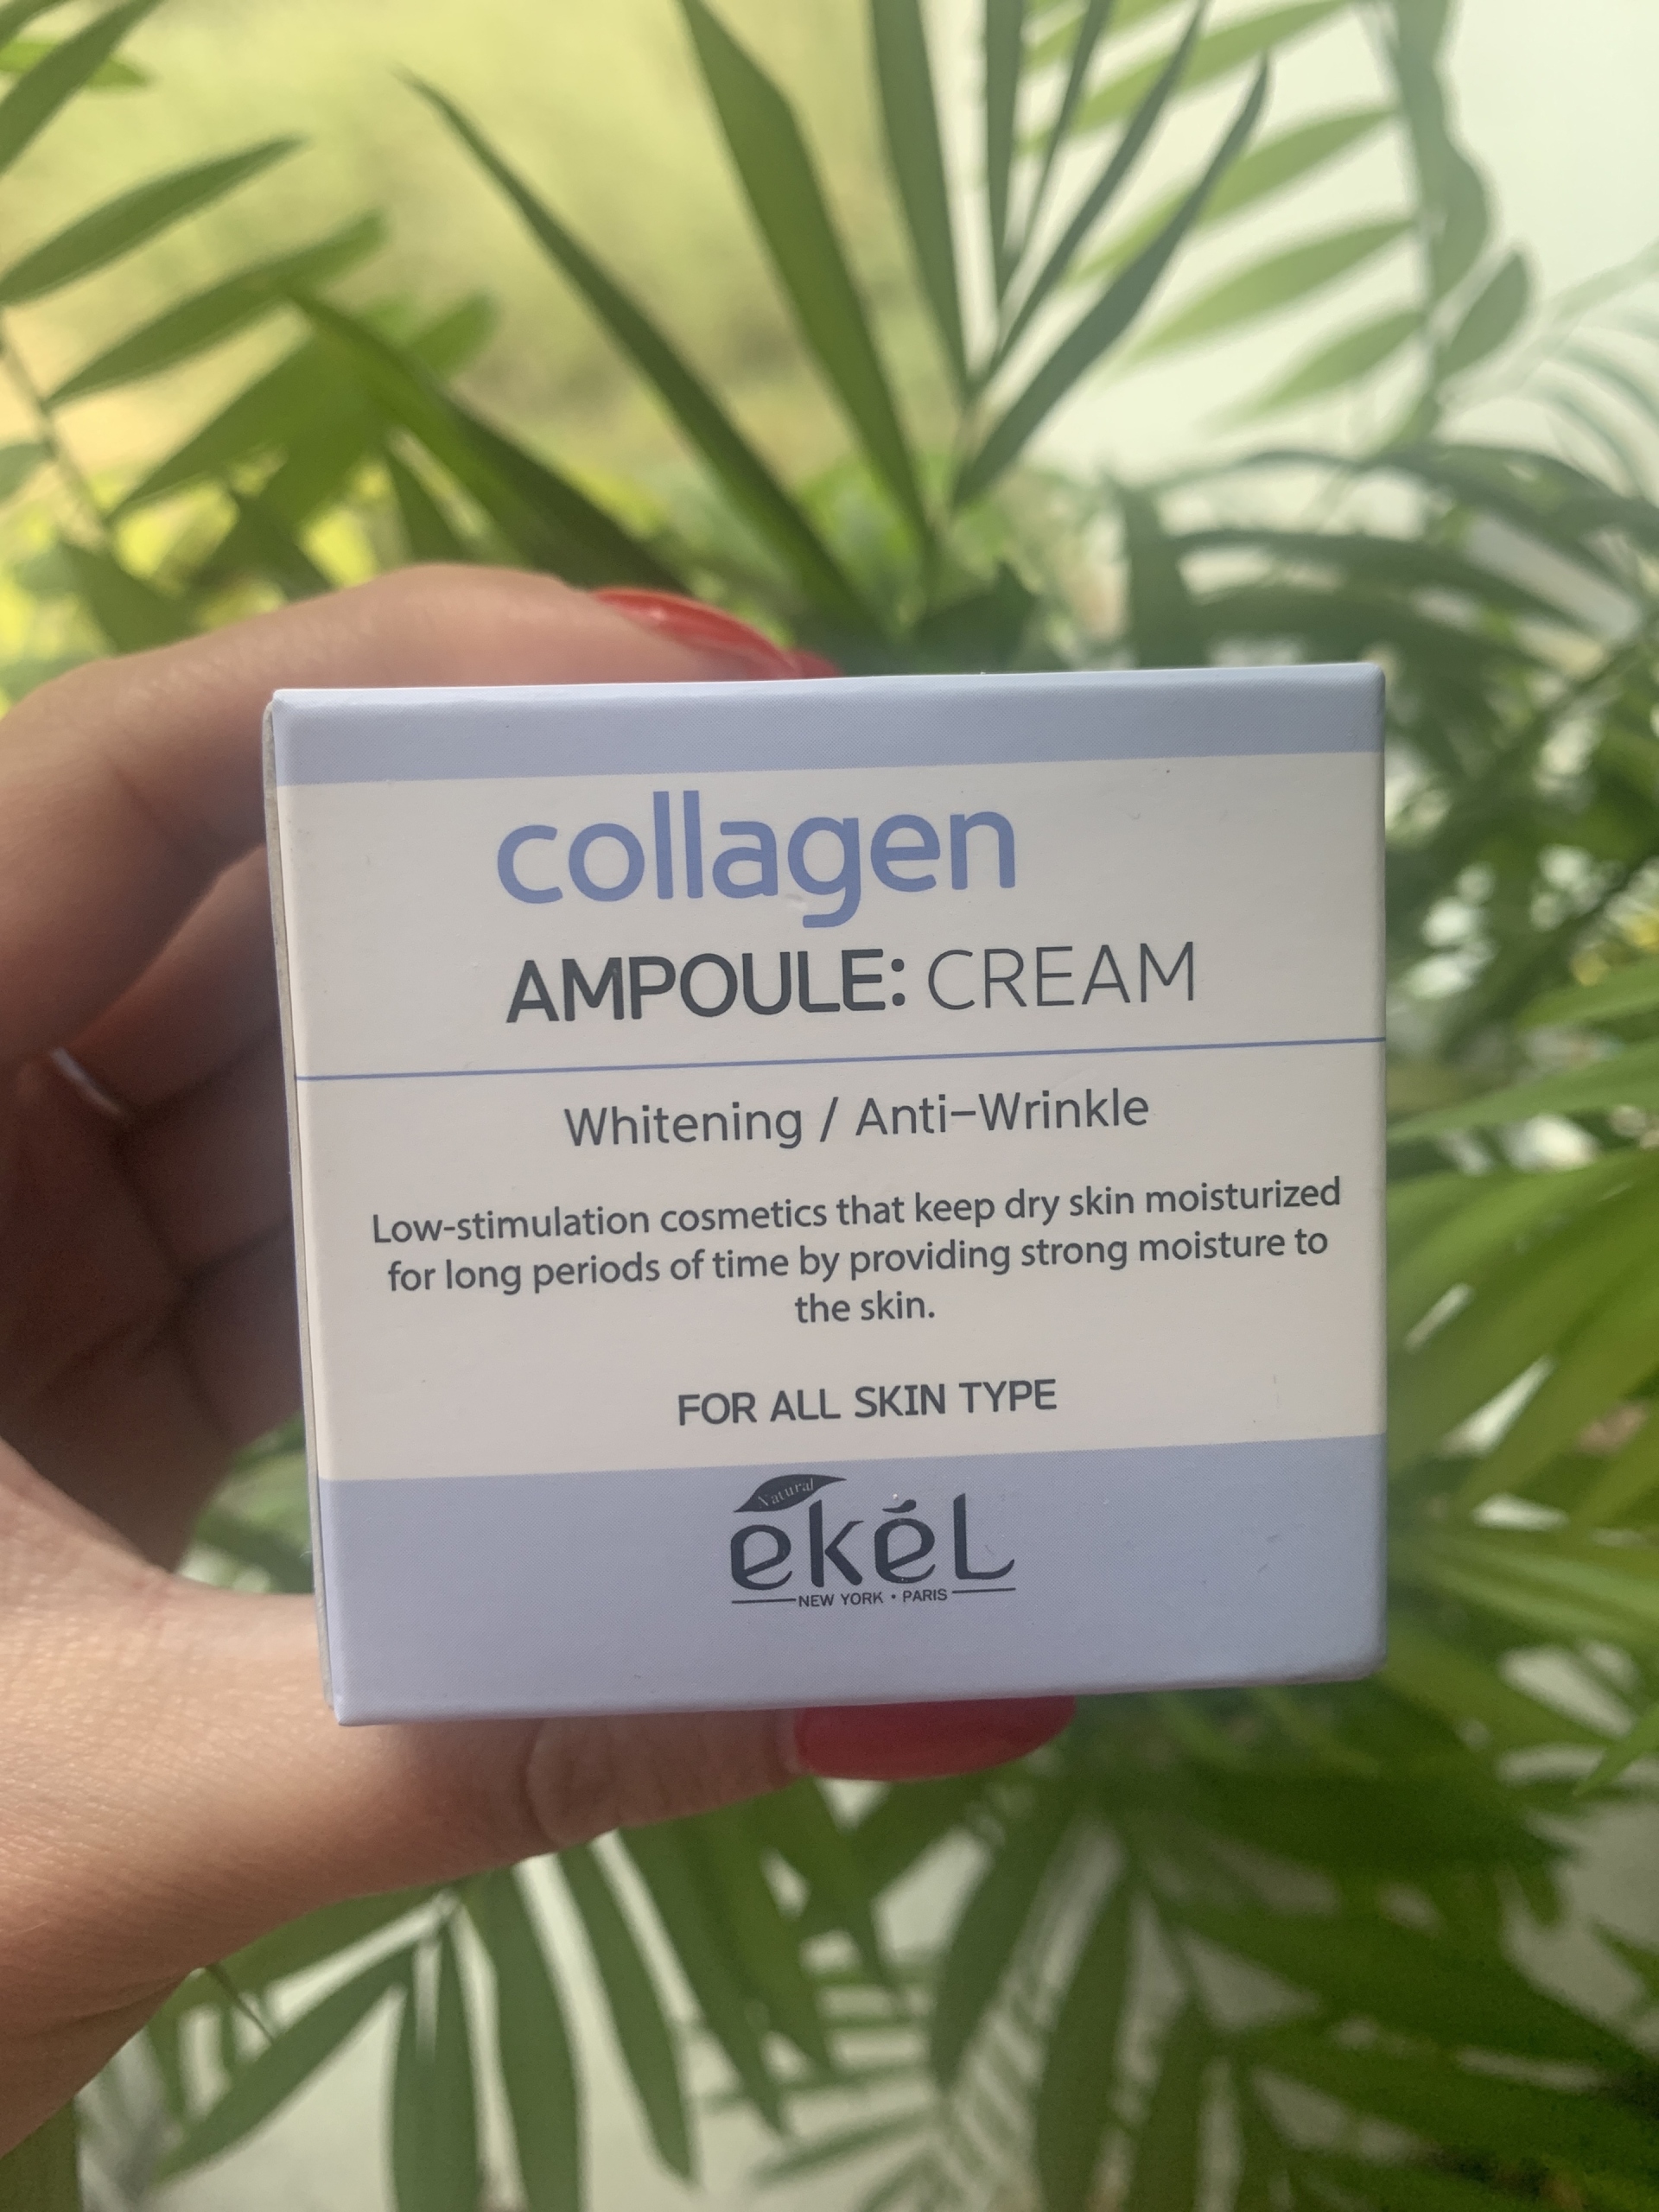 collagen
AMPOULE: CREAM
Whitening / Anti-Wrinkle
Low-stimulation cosmetics that keep dry skin moisturized
for long periods of time by providing strong moisture to
the skin.
FOR ALL SKIN TYPE
Natural
ekēL
NEW YORK • PARIS